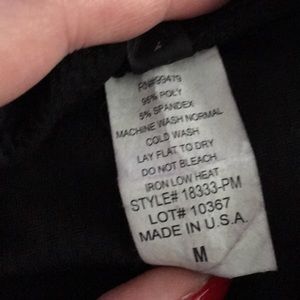 RN#99479
95% POLY
5% SPANDEX
MACHINE WASH NORMAL
COLD WASH
LAY FLAT TO DRY
DO NOT BLEACH
IRON LOW HEAT
STYLE# 18333-PM
LOT# 10367
MADE IN U.S.A.
M